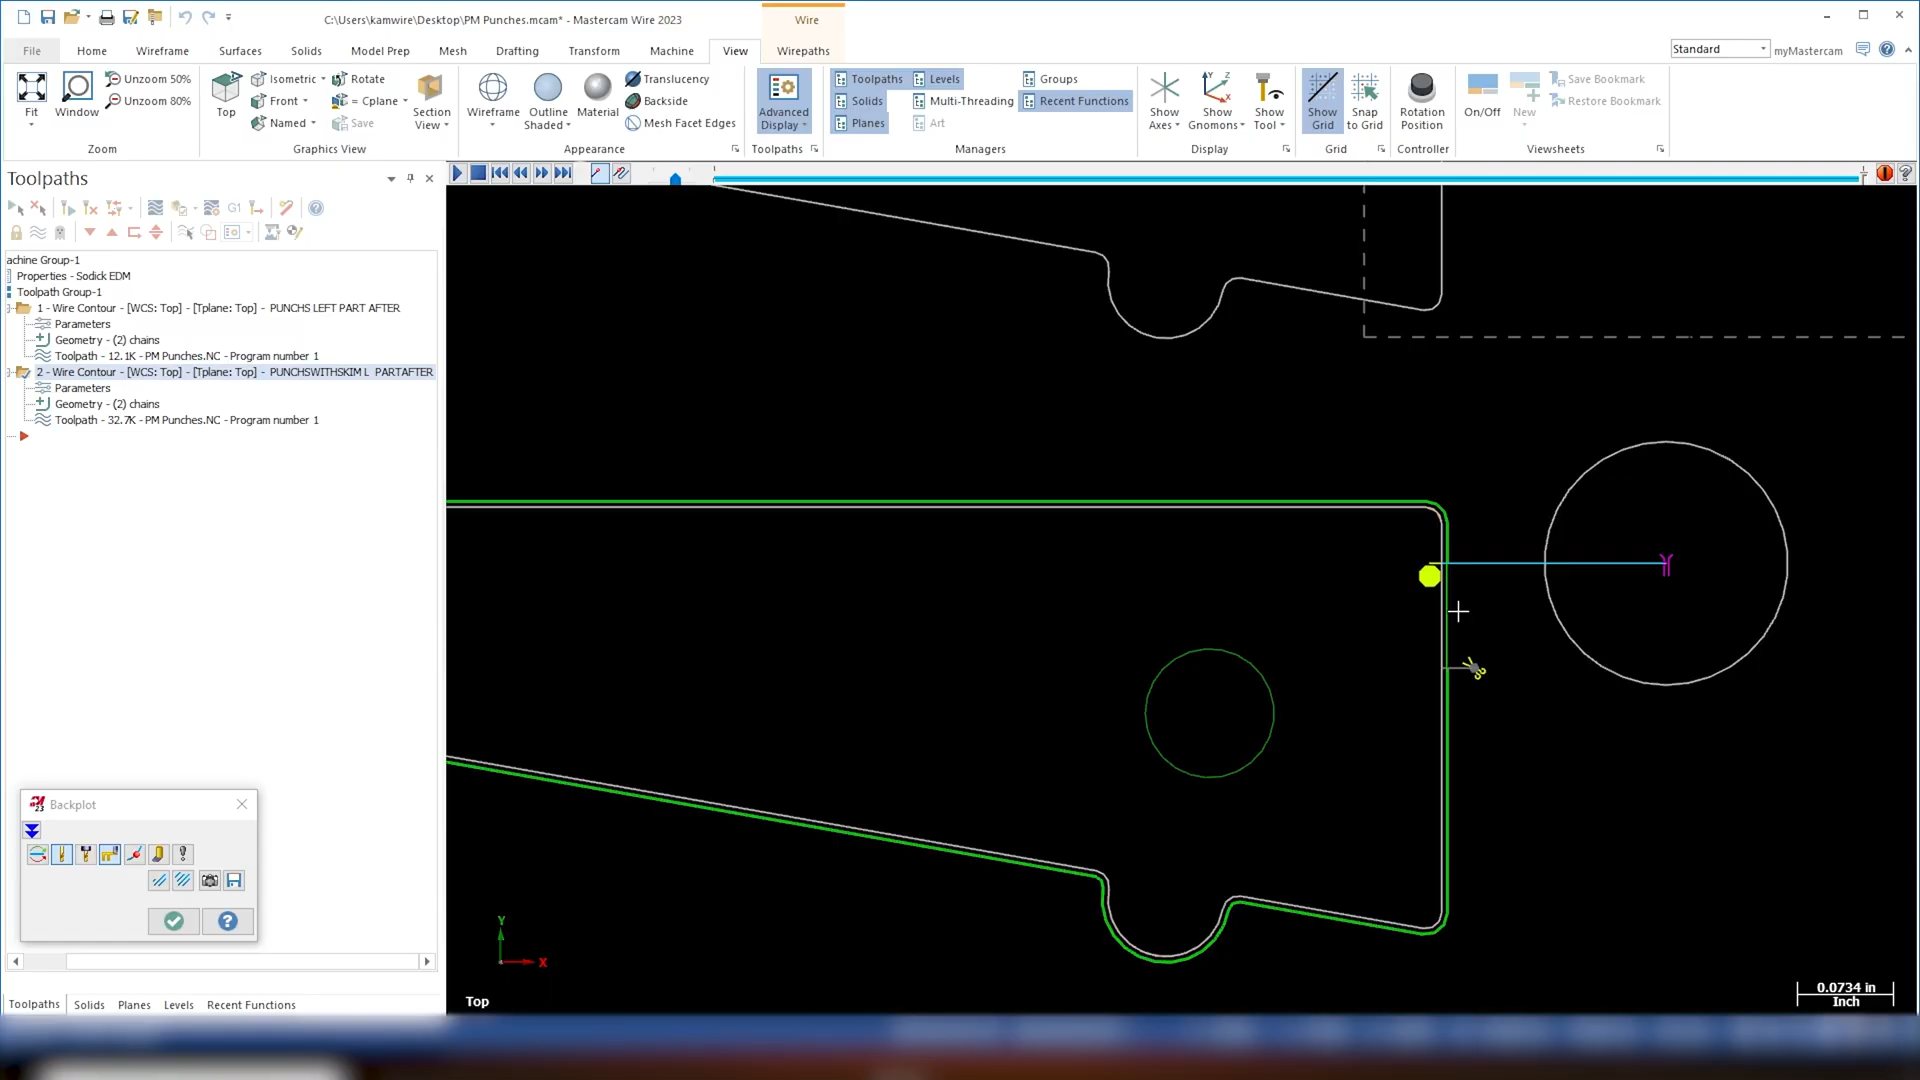 C:\Users\kamwire\Desktop\PM Punches.mcam* - Mastercam Wire 2023
Wire
File
Home
Wireframe
Surfaces
Solids
Model Prep
Mesh
Drafting
Transform
Machine
View
Wirepaths
Standard
myMastercam
Fit
Window
Unzoom 50%
Unzoom 80%
Zoom
Top
Isometric
Front
Named
Rotate
= Cplane
Save
Section View
Graphics View
Wireframe
Outline Shaded
Material
Translucency
Backside
Mesh Facet Edges
Appearance
Advanced Display
Toolpaths
Toolpaths
Solids
Planes
Levels
Multi-Threading
Art
Groups
Recent Functions
Managers
Show Axes
Show Gnomons
Show Tool
Display
Show Grid
Snap to Grid
Grid
Rotation Position
Controller
On/Off
New
Save Bookmark
Restore Bookmark
Viewsheets
Toolpaths
G1
achine Group-1
Properties - Sodick EDM
Toolpath Group-1
1 - Wire Contour - [WCS: Top] - [Tplane: Top] - PUNCHS LEFT PART AFTER
Parameters
Geometry - (2) chains
Toolpath - 12.1K - PM Punches.NC - Program number 1
2 - Wire Contour - [WCS: Top] - [Tplane: Top] - PUNCHSWITHSKIM L PARTAFTER
Parameters
Geometry - (2) chains
Toolpath - 32.7K - PM Punches.NC - Program number 1
Backplot
Toolpaths
Solids
Planes
Levels
Recent Functions
Y
X
Top
0.0734 in
Inch